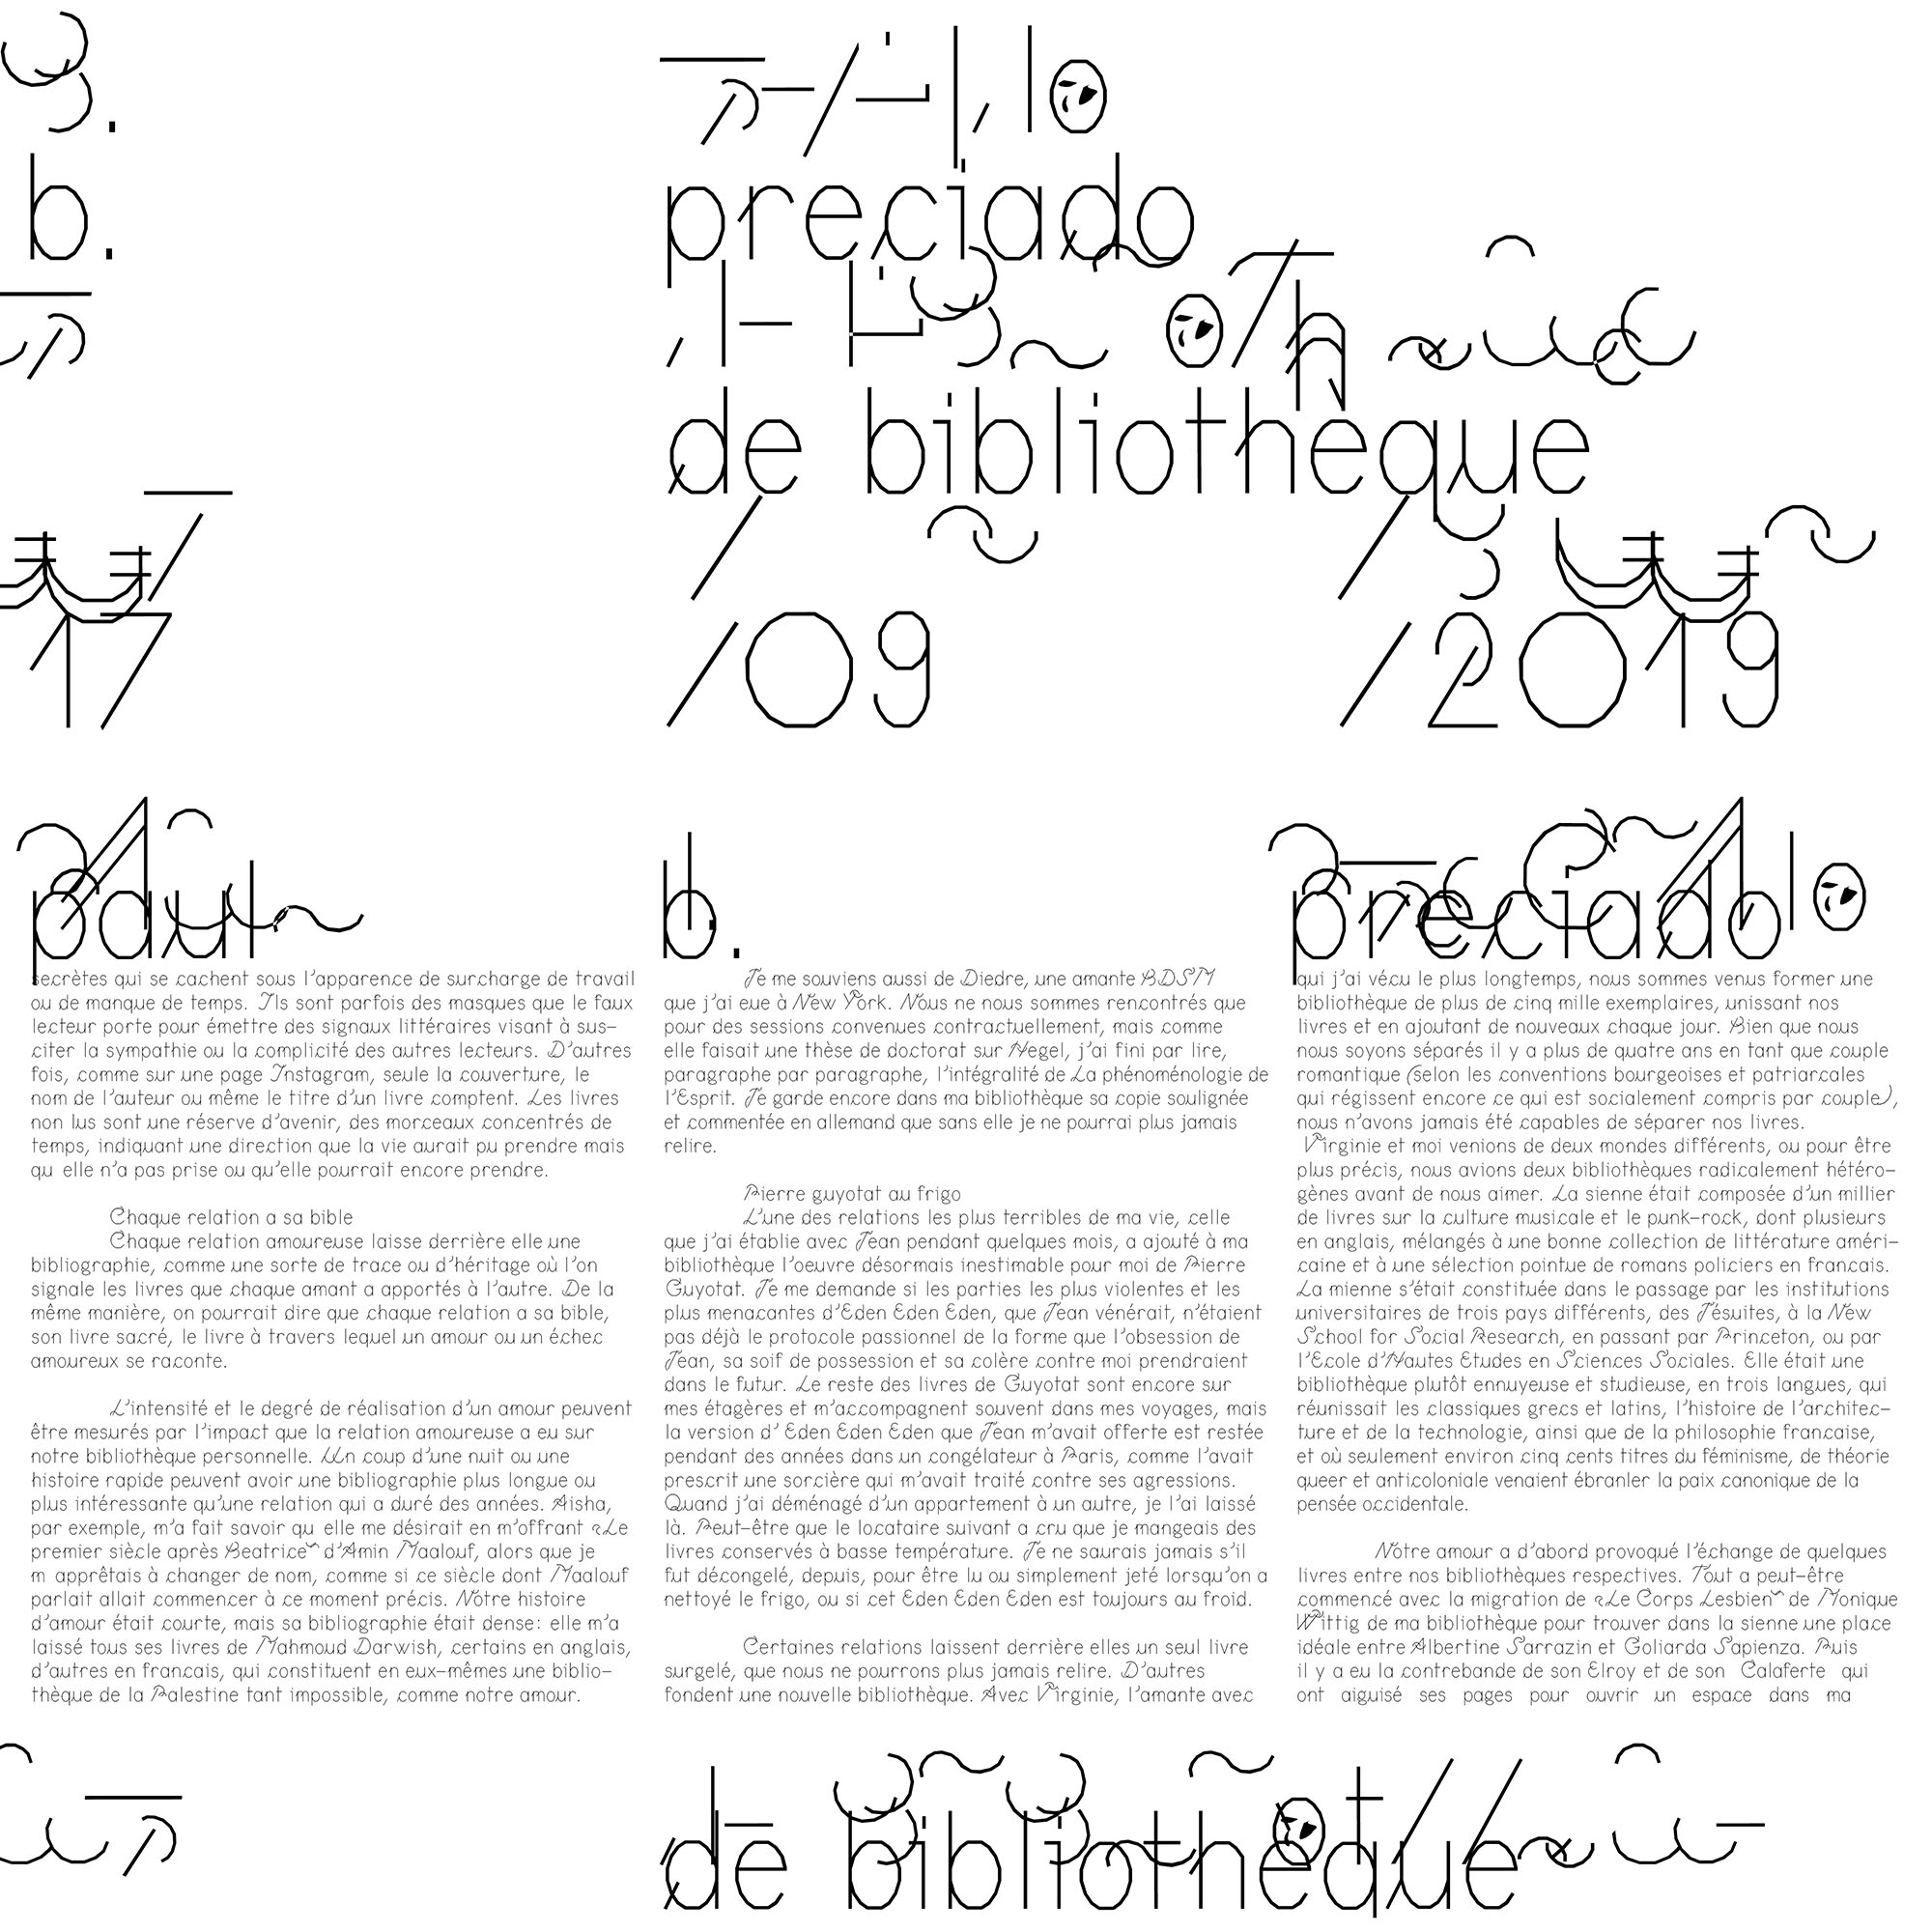 b.
preciado
de bibliothèque
17
/09
/2019
paul
b.
preciado
secrètes qui se cachent sous l'apparence de surcharge de travail
ou de manque de temps. Ils sont parfois des masques que le faux
lecteur porte pour émettre des signaux littéraires visant à sus-
citer la sympathie ou la complicité des autres lecteurs. D'autres
fois, comme sur une page Instagram, seule la couverture, le
nom de l'auteur ou même le titre d'un livre comptent. Les livres
non lus sont une réserve d'avenir, des morceaux concentrés de
temps, indiquant une direction que la vie aurait pu prendre mais
qu elle n'a pas prise ou qu'elle pourrait encore prendre.
Chaque relation a sa bible
Chaque relation amoureuse laisse derrière elle une
bibliographie, comme une sorte de trace ou d'héritage où l'on
signale les livres que chaque amant a apportés à l'autre. De la
même manière, on pourrait dire que chaque relation a sa bible,
son livre sacré, le livre à travers lequel un amour ou un échec
amoureux se raconte.
L'intensité et le degré de réalisation d'un amour peuvent
être mesurés par l'impact que la relation amoureuse a eu sur
notre bibliothèque personnelle. Un coup d'une nuit ou une
histoire rapide peuvent avoir une bibliographie plus longue ou
plus intéressante qu'une relation qui a duré des années. Aisha,
par exemple, m'a fait savoir qu elle me désirait en m'offrant Le
premier siècle après Beatrice d'Amin Maalouf, alors que je
m apprêtais à changer de nom, comme si ce siècle dont Maalouf
parlait allait commencer à ce moment précis. Notre histoire
d'amour était courte, mais sa bibliographie était dense: elle m'a
laissé tous ses livres de Mahmoud Darwish, certains en anglais,
d'autres en francais, qui constituent en eux-mêmes une biblio-
thèque de la Palestine tant impossible, comme notre amour.
Je me souviens aussi de Diedre, une amante BDSM
que j'ai eue à New York. Nous ne nous sommes rencontrés que
pour des sessions convenues contractuellement, mais comme
elle faisait une thèse de doctorat sur Hegel, j'ai fini par lire,
paragraphe par paragraphe, l'intégralité de La phénoménologie de
l'Esprit. Je garde encore dans ma bibliothèque sa copie soulignée
et commentée en allemand que sans elle je ne pourrai plus jamais
relire.
Pierre guyotat au frigo
L'une des relations les plus terribles de ma vie, celle
que j'ai établie avec Jean pendant quelques mois, a ajouté à ma
bibliothèque l'oeuvre désormais inestimable pour moi de Pierre
Guyotat. Je me demande si les parties les plus violentes et les
plus menacantes d'Eden Eden Eden, que Jean vénérait, n'étaient
pas déjà le protocole passionnel de la forme que l'obsession de
Jean, sa soif de possession et sa colère contre moi prendraient
dans le futur. Le reste des livres de Guyotat sont encore sur
mes étagères et m'accompagnent souvent dans mes voyages, mais
la version d' Eden Eden Eden que Jean m'avait offerte est restée
pendant des années dans un congélateur à Paris, comme l'avait
prescrit une sorcière qui m'avait traité contre ses agressions.
Quand j'ai déménagé d'un appartement à un autre, je l'ai laissé
là. Peut-être que le locataire suivant a cru que je mangeais des
livres conservés à basse température. Je ne saurais jamais s'il
fut décongelé, depuis, pour être lu ou simplement jeté lorsqu'on a
nettoyé le frigo, ou si cet Eden Eden Eden est toujours au froid.
Certaines relations laissent derrière elles un seul livre
surgelé, que nous ne pourrons plus jamais relire. D'autres
fondent une nouvelle bibliothèque. Avec Virginie, l'amante avec
qui j'ai vécu le plus longtemps, nous sommes venus former une
bibliothèque de plus de cinq mille exemplaires, unissant nos
livres et en ajoutant de nouveaux chaque jour. Bien que nous
nous soyons séparés il y a plus de quatre ans en tant que couple
romantique (selon les conventions bourgeoises et patriarcales
qui régissent encore ce qui est socialement compris par couple),
nous n'avons jamais été capables de séparer nos livres.
Virginie et moi venions de deux mondes différents, ou pour être
plus précis, nous avions deux bibliothèques radicalement hétéro-
gènes avant de nous aimer. La sienne était composée d'un millier
de livres sur la culture musicale et le punk-rock, dont plusieurs
en anglais, mélangés à une bonne collection de littérature améri-
caine et à une sélection pointue de romans policiers en francais.
La mienne s'était constituée dans le passage par les institutions
universitaires de trois pays différents, des Jésuites, à la New
School for Social Research, en passant par Princeton, ou par
l'Ecole d'Hautes Etudes en Sciences Sociales. Elle était une
bibliothèque plutôt ennuyeuse et studieuse, en trois langues, qui
réunissait les classiques grecs et latins, l'histoire de l'architec-
ture et de la technologie, ainsi que de la philosophie francaise,
et où seulement environ cinq cents titres du féminisme, de théorie
queer et anticoloniale venaient ébranler la paix canonique de la
pensée occidentale.
Notre amour a d'abord provoqué l'échange de quelques
livres entre nos bibliothèques respectives. Tout a peut-être
commencé avec la migration de Le Corps Lesbien de Monique
Wittig de ma bibliothèque pour trouver dans la sienne une place
idéale entre Albertine Sarrazin et Goliarda Sapienza. Puis
il y a eu la contrebande de son Elroy et de son Calaferte qui
ont aiguisé ses pages pour ouvrir un espace dans ma
de bibliothèque